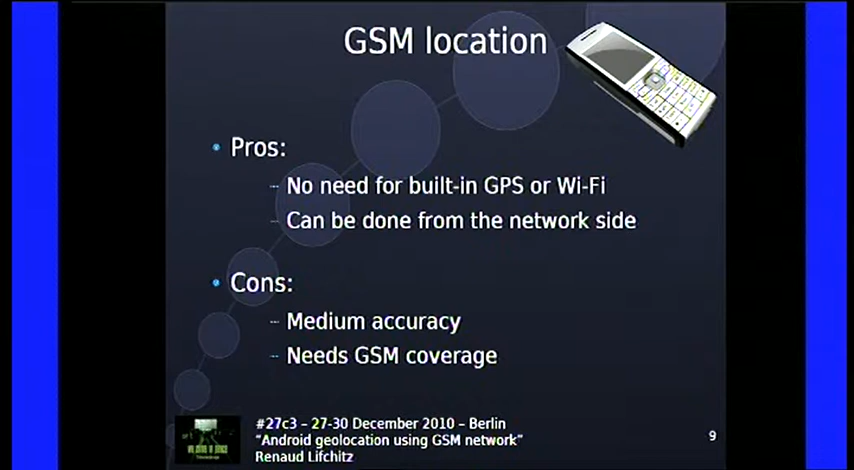 GSM location
Pros:
No need for built-in GPS or Wi-Fi
Can be done from the network side
Cons:
Medium accuracy
Needs GSM coverage
#27c3 – 27-30 December 2010 – Berlin
"Android geolocation using GSM network"
Renaud Lifchitz
9